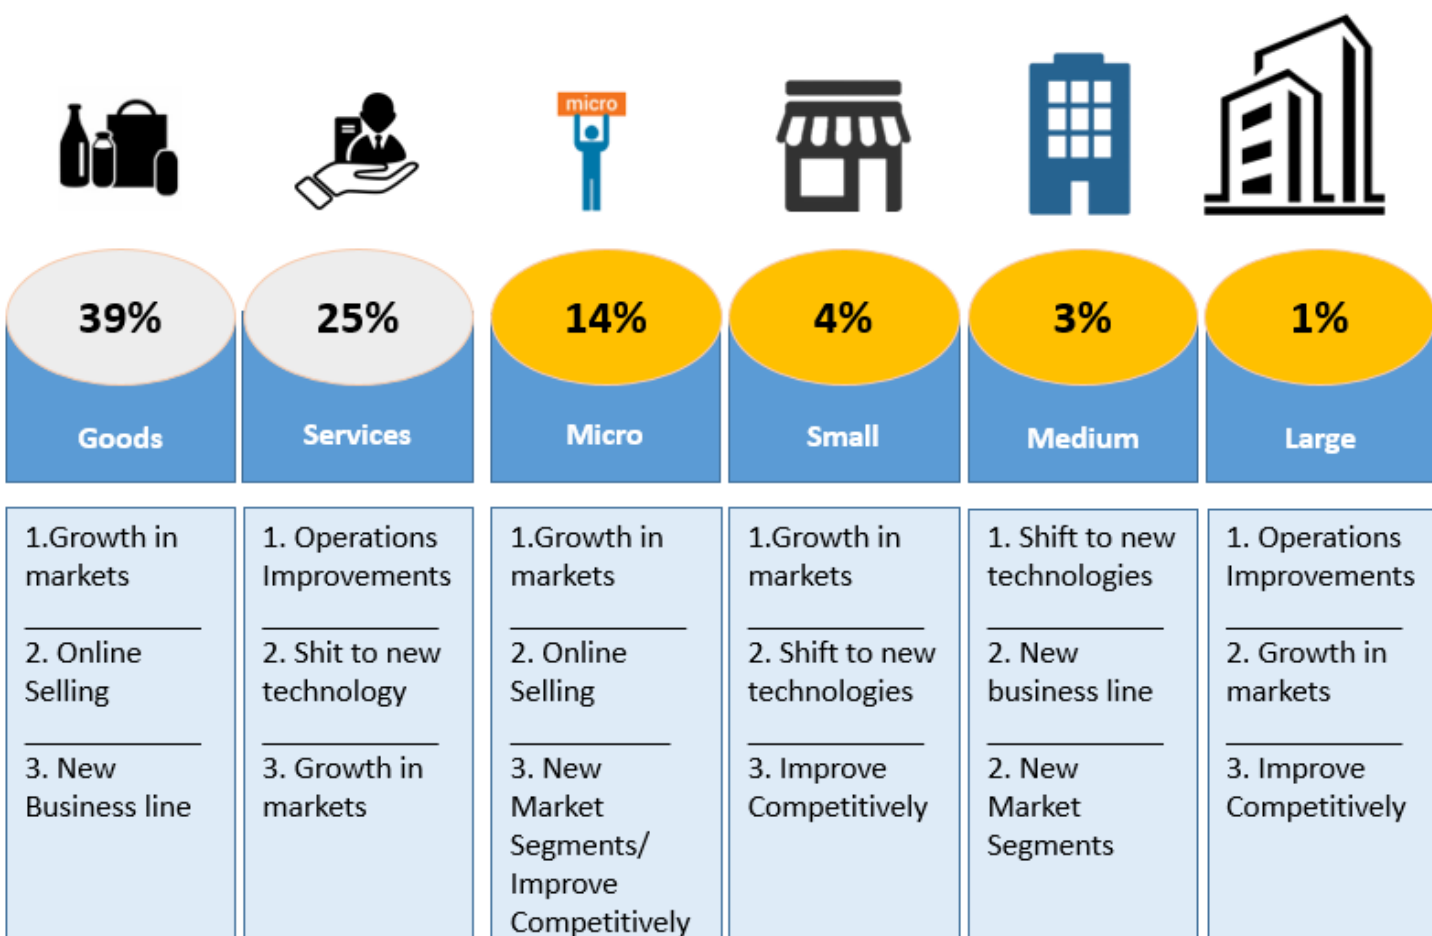 micro
39%
25%
14%
4%
3%
1%
Goods
Services
Micro
Small
Medium
Large
1.Growth in
markets
2. Online
Selling
3. New
Business line
1. Operations
Improvements
2. Shit to new
technology
3. Growth in
markets
1.Growth in
markets
2. Online
Selling
3. New
Market
Segments/
Improve
Competitively
1.Growth in
markets
2. Shift to new
technologies
3. Improve
Competitively
1. Shift to new
technologies
2. New
business line
2. New
Market
Segments
1. Operations
Improvements
2. Growth in
markets
3. Improve
Competitively